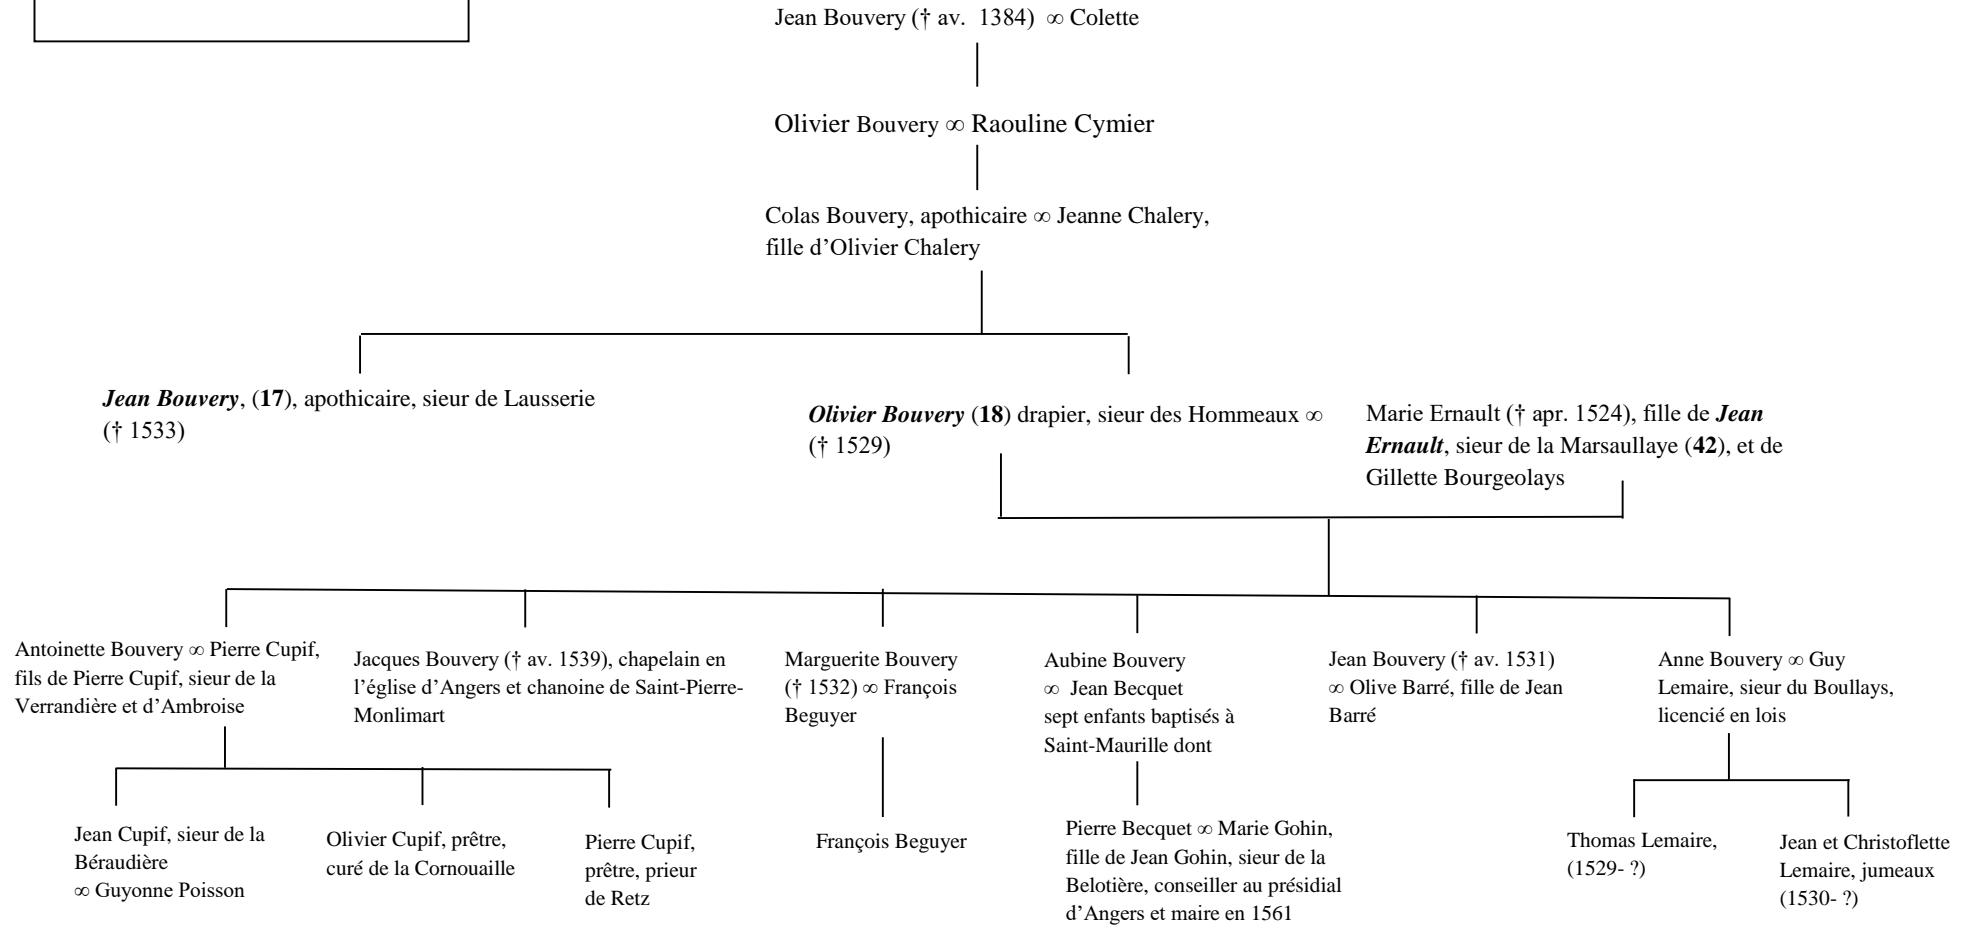 Jean Bouvery († av. 1384) ∞ Colette
Olivier Bouvery ∞ Raouline Cymier
Colas Bouvery, apothicaire ∞ Jeanne Chalery,
fille d’Olivier Chalery
Jean Bouvery, (17), apothicaire, sieur de Lausserie
(† 1533)
Olivier Bouvery (18) drapier, sieur des Hommeaux ∞
(† 1529)
Marie Ernault († apr. 1524), fille de Jean
Ernault, sieur de la Marsaullaye (42), et de
Gillette Bourgeolays
Antoinette Bouvery ∞ Pierre Cupif,
fils de Pierre Cupif, sieur de la
Verrandière et d’Ambroise
Jacques Bouvery († av. 1539), chapelain en
l’église d’Angers et chanoine de Saint-Pierre-
Monlimart
Marguerite Bouvery
(† 1532) ∞ François
Beguyer
Aubine Bouvery
∞ Jean Becquet
sept enfants baptisés à
Saint-Maurille dont
Jean Bouvery († av. 1531)
∞ Olive Barré, fille de Jean
Barré
Anne Bouvery ∞ Guy
Lemaire, sieur du Boullays,
licencié en lois
Jean Cupif, sieur de la
Béraudière
∞ Guyonne Poisson
Olivier Cupif, prêtre,
curé de la Cornouaille
Pierre Cupif,
prêtre, prieur
de Retz
François Beguyer
Pierre Becquet ∞ Marie Gohin,
fille de Jean Gohin, sieur de la
Belotière, conseiller au présidial
d’Angers et maire en 1561
Thomas Lemaire,
(1529- ?)
Jean et Christoflette
Lemaire, jumeaux
(1530- ?)